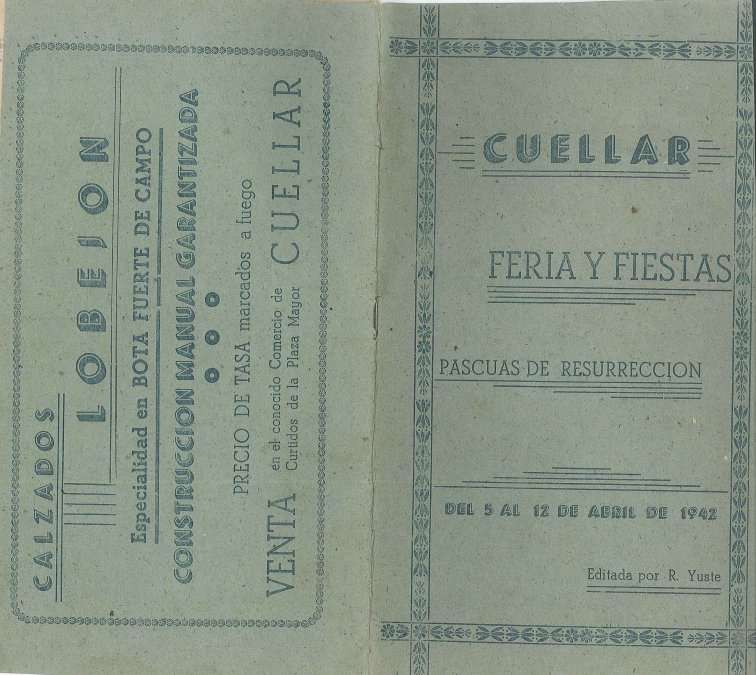 CALZADOS
LOBEJON
Especialidad en BOTA FUERTE DE CAMPO
CONSTRUCCION MANUAL GARANTIZADA
PRECIO DE TASA marcados a fuego
VENTA en el conocido Comercio de Curtidos de la Plaza Mayor CUELLAR
CUELLAR
FERIA Y FIESTAS
PASCUAS DE RESURRECCION
DEL 5 AL 12 DE ABRIL DE 1942
Editada por R. Yuste